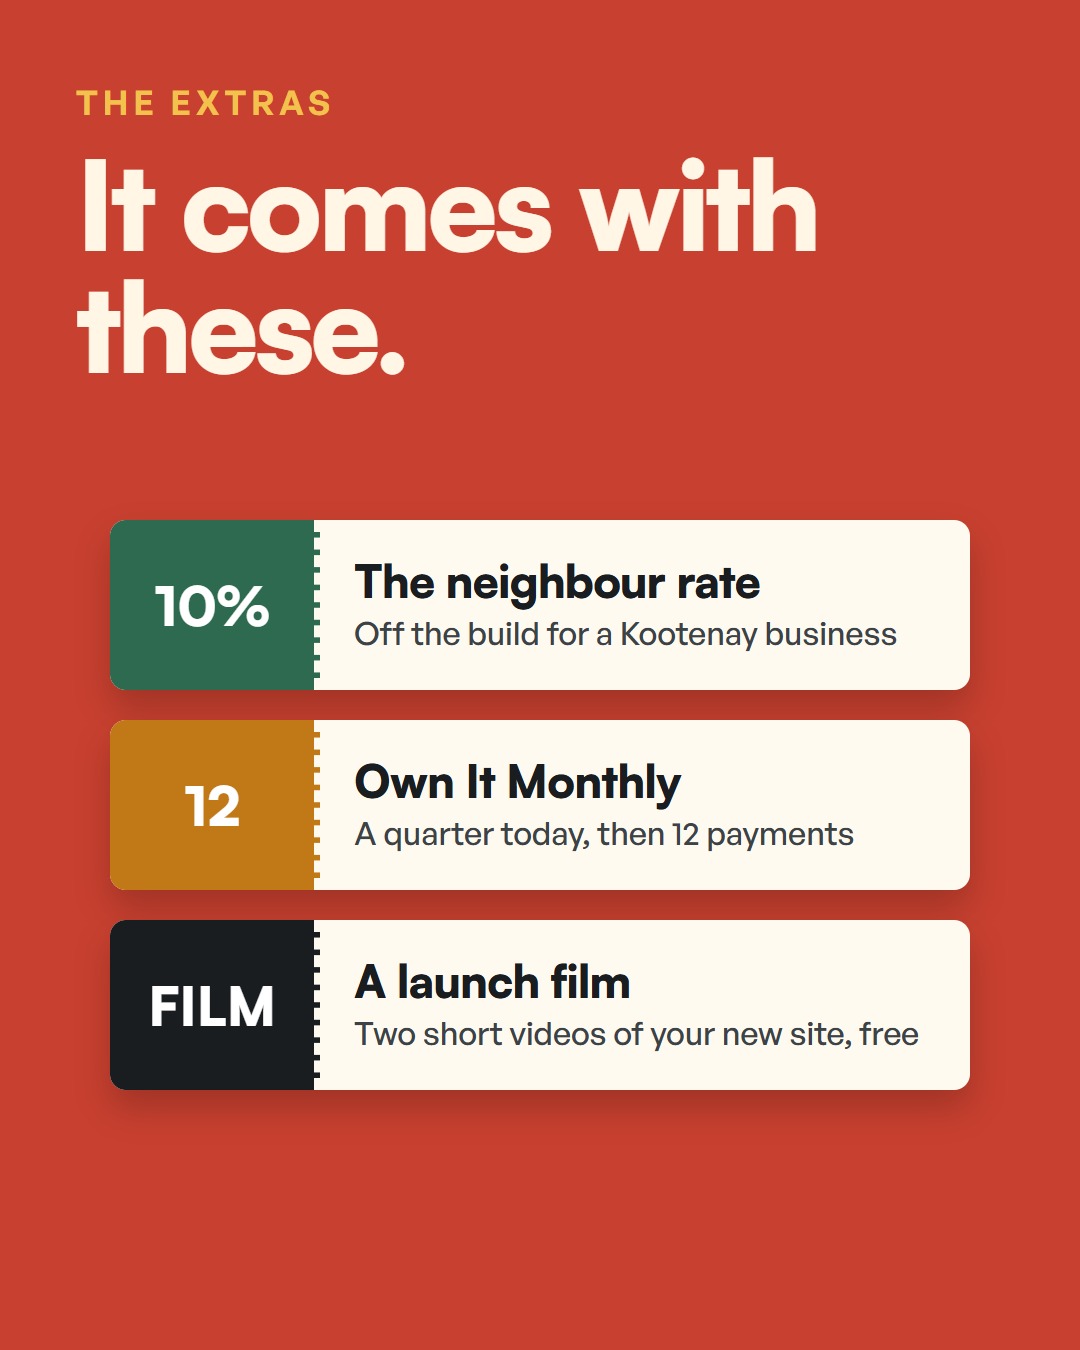 THE EXTRAS
It comes with
these.
10%
The neighbour rate
Off the build for a Kootenay business
12
Own It Monthly
A quarter today, then 12 payments
FILM
A launch film
Two short videos of your new site, free